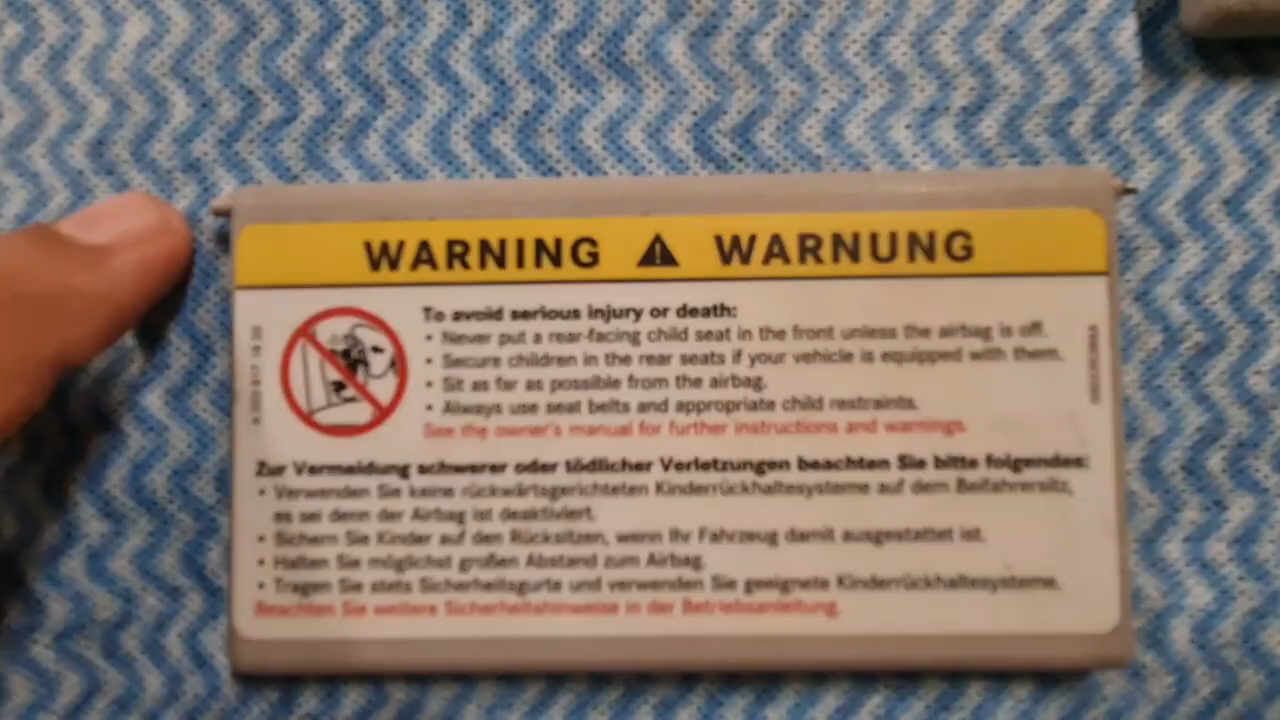 WARNING WARNUNG
To avoid serious injury or death:
• Never put a rear-facing child seat in the front unless the airbag is off.
• Secure children in the rear seats if your vehicle is equipped with them.
• Sit as far as possible from the airbag.
• Always use seat belts and appropriate child restraints.
See the owner's manual for further instructions and warnings.
Zur Vermeidung schwerer oder tödlicher Verletzungen beachten Sie bitte folgendes:
• Verwenden Sie keine rückwärtsgerichteten Kinderrückhaltesysteme auf dem Beifahrersitz,
es sei denn der Airbag ist deaktiviert.
• Sichern Sie Kinder auf den Rücksitzen, wenn Ihr Fahrzeug damit ausgestattet ist.
• Halten Sie möglichst großen Abstand zum Airbag.
• Tragen Sie stets Sicherheitsgurte und verwenden Sie geeignete Kinderrückhaltesysteme.
Beachten Sie weitere Sicherheitshinweise in der Betriebsanleitung.